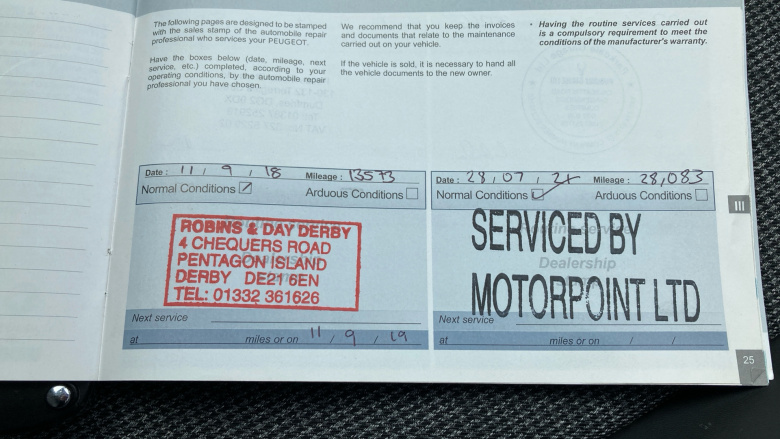 The following pages are designed to be stamped
with the sales stamp of the automobile repair
professional who services your PEUGEOT.
Have the boxes below (date, mileage, next
service, etc.) completed, according to your
operating conditions, by the automobile repair
professional you have chosen.
We recommend that you keep the invoices
and documents that relate to the maintenance
carried out on your vehicle.
If the vehicle is sold, it is necessary to hand all
the vehicle documents to the new owner.
• Having the routine services carried out
is a compulsory requirement to meet the
conditions of the manufacturer's warranty.
Date : 11 / 9 / 18 Mileage : 13573
Normal Conditions Arduous Conditions
ROBINS & DAY DERBY
4 CHEQUERS ROAD
PENTAGON ISLAND
DERBY DE21 6EN
TEL: 01332 361626
Next service
at miles or on 11 / 9 / 19
Date : 28 / 07 / 21 Mileage : 28,083
Normal Conditions Arduous Conditions
SERVICED BY
Dealership
MOTORPOINT LTD
Next service
at miles or on / /
III
25